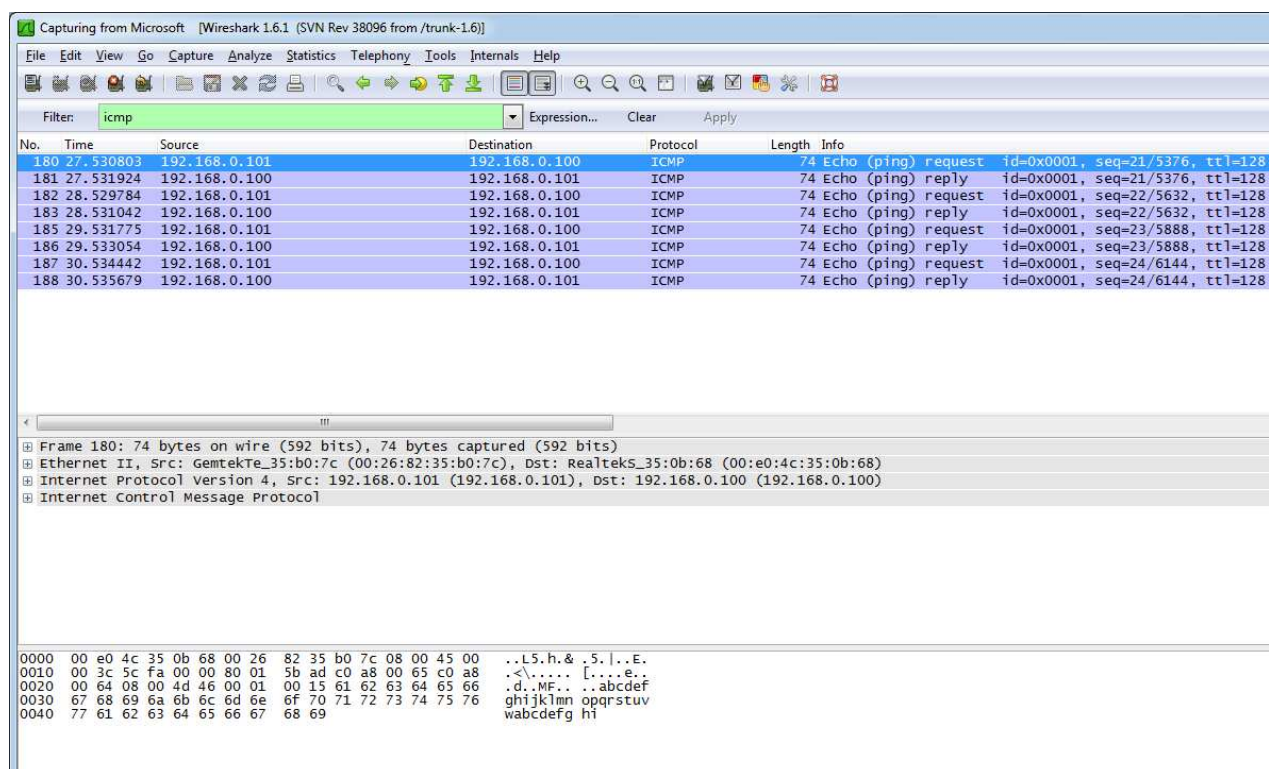 Capturing from Microsoft [Wireshark 1.6.1 (SVN Rev 38096 from /trunk-1.6)]
File Edit View Go Capture Analyze Statistics Telephony Tools Internals Help
Filter: icmp Expression... Clear Apply
No. Time Source Destination Protocol Length Info
180 27.530803 192.168.0.101 192.168.0.100 ICMP 74 Echo (ping) request id=0x0001, seq=21/5376, ttl=128
181 27.531924 192.168.0.100 192.168.0.101 ICMP 74 Echo (ping) reply id=0x0001, seq=21/5376, ttl=128
182 28.529784 192.168.0.101 192.168.0.100 ICMP 74 Echo (ping) request id=0x0001, seq=22/5632, ttl=128
183 28.531042 192.168.0.100 192.168.0.101 ICMP 74 Echo (ping) reply id=0x0001, seq=22/5632, ttl=128
185 29.531775 192.168.0.101 192.168.0.100 ICMP 74 Echo (ping) request id=0x0001, seq=23/5888, ttl=128
186 29.533054 192.168.0.100 192.168.0.101 ICMP 74 Echo (ping) reply id=0x0001, seq=23/5888, ttl=128
187 30.534442 192.168.0.101 192.168.0.100 ICMP 74 Echo (ping) request id=0x0001, seq=24/6144, ttl=128
188 30.535679 192.168.0.100 192.168.0.101 ICMP 74 Echo (ping) reply id=0x0001, seq=24/6144, ttl=128
Frame 180: 74 bytes on wire (592 bits), 74 bytes captured (592 bits)
Ethernet II, Src: GemtekTe_35:b0:7c (00:26:82:35:b0:7c), Dst: RealtekS_35:0b:68 (00:e0:4c:35:0b:68)
Internet Protocol Version 4, Src: 192.168.0.101 (192.168.0.101), Dst: 192.168.0.100 (192.168.0.100)
Internet Control Message Protocol
0000 00 e0 4c 35 0b 68 00 26 82 35 b0 7c 08 00 45 00 ..L5.h.& .5.|..E.
0010 00 3c 5c fa 00 00 80 01 5b ad c0 a8 00 65 c0 a8 .<\..... [....e..
0020 00 64 08 00 4d 46 00 01 00 15 61 62 63 64 65 66 .d..MF.. ..abcdef
0030 67 68 69 6a 6b 6c 6d 6e 6f 70 71 72 73 74 75 76 ghijklmn opqrstuv
0040 77 61 62 63 64 65 66 67 68 69 wabcdefg hi